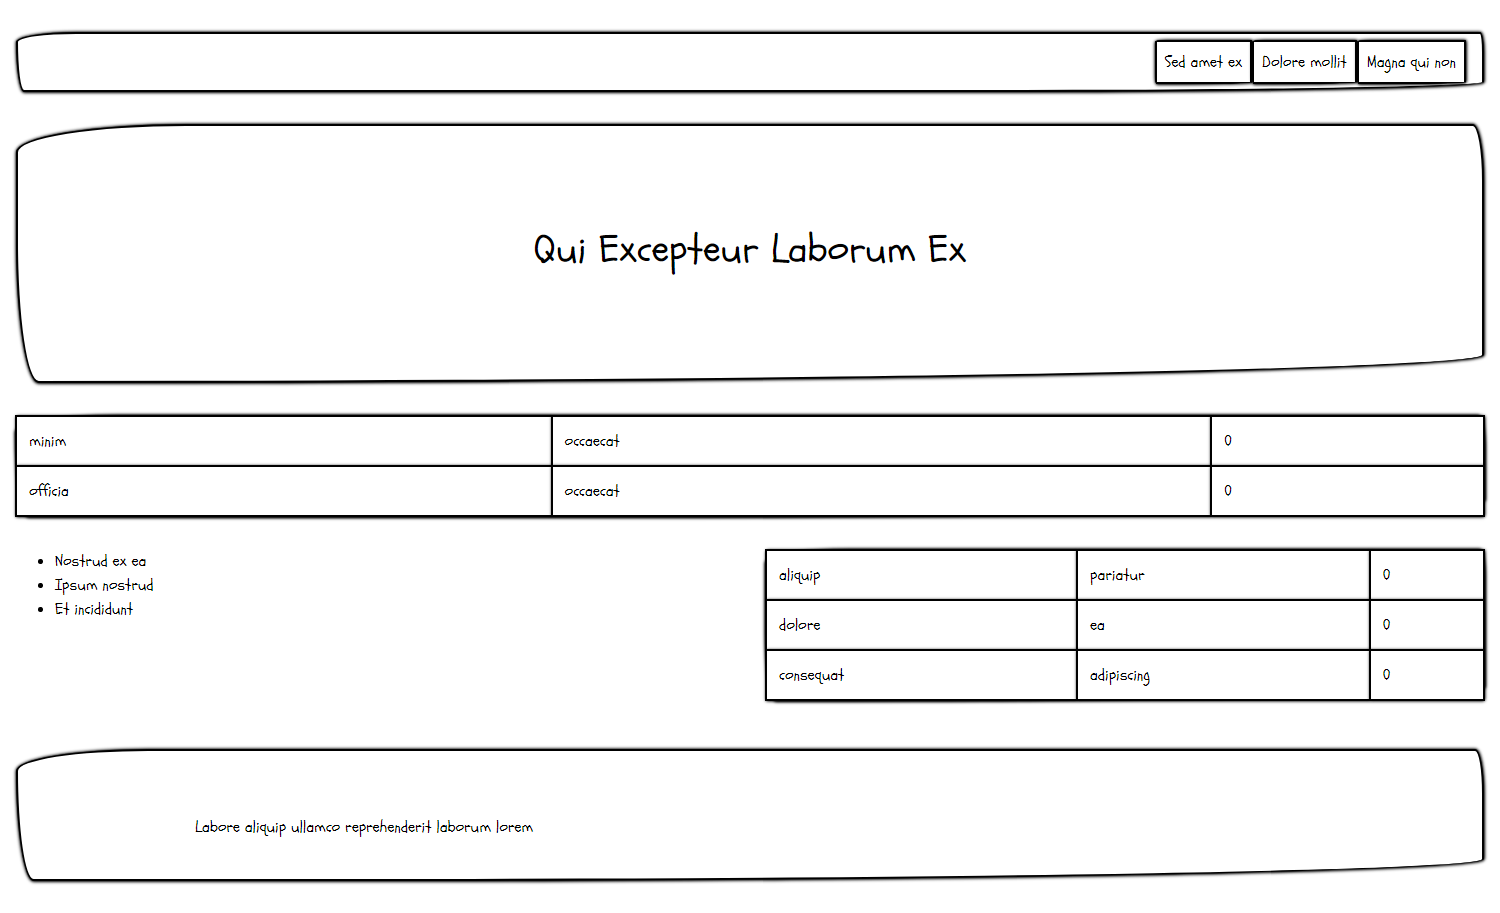 Sed amet ex Dolore mollit Magna qui non
Qui Excepteur Laborum Ex
minim occaecat 0
officia occaecat 0
Nostrud ex ea
Ipsum nostrud
Et incididunt
aliquip pariatur 0
dolore ea 0
consequat adipiscing 0
Labore aliquip ullamco reprehenderit laborum lorem